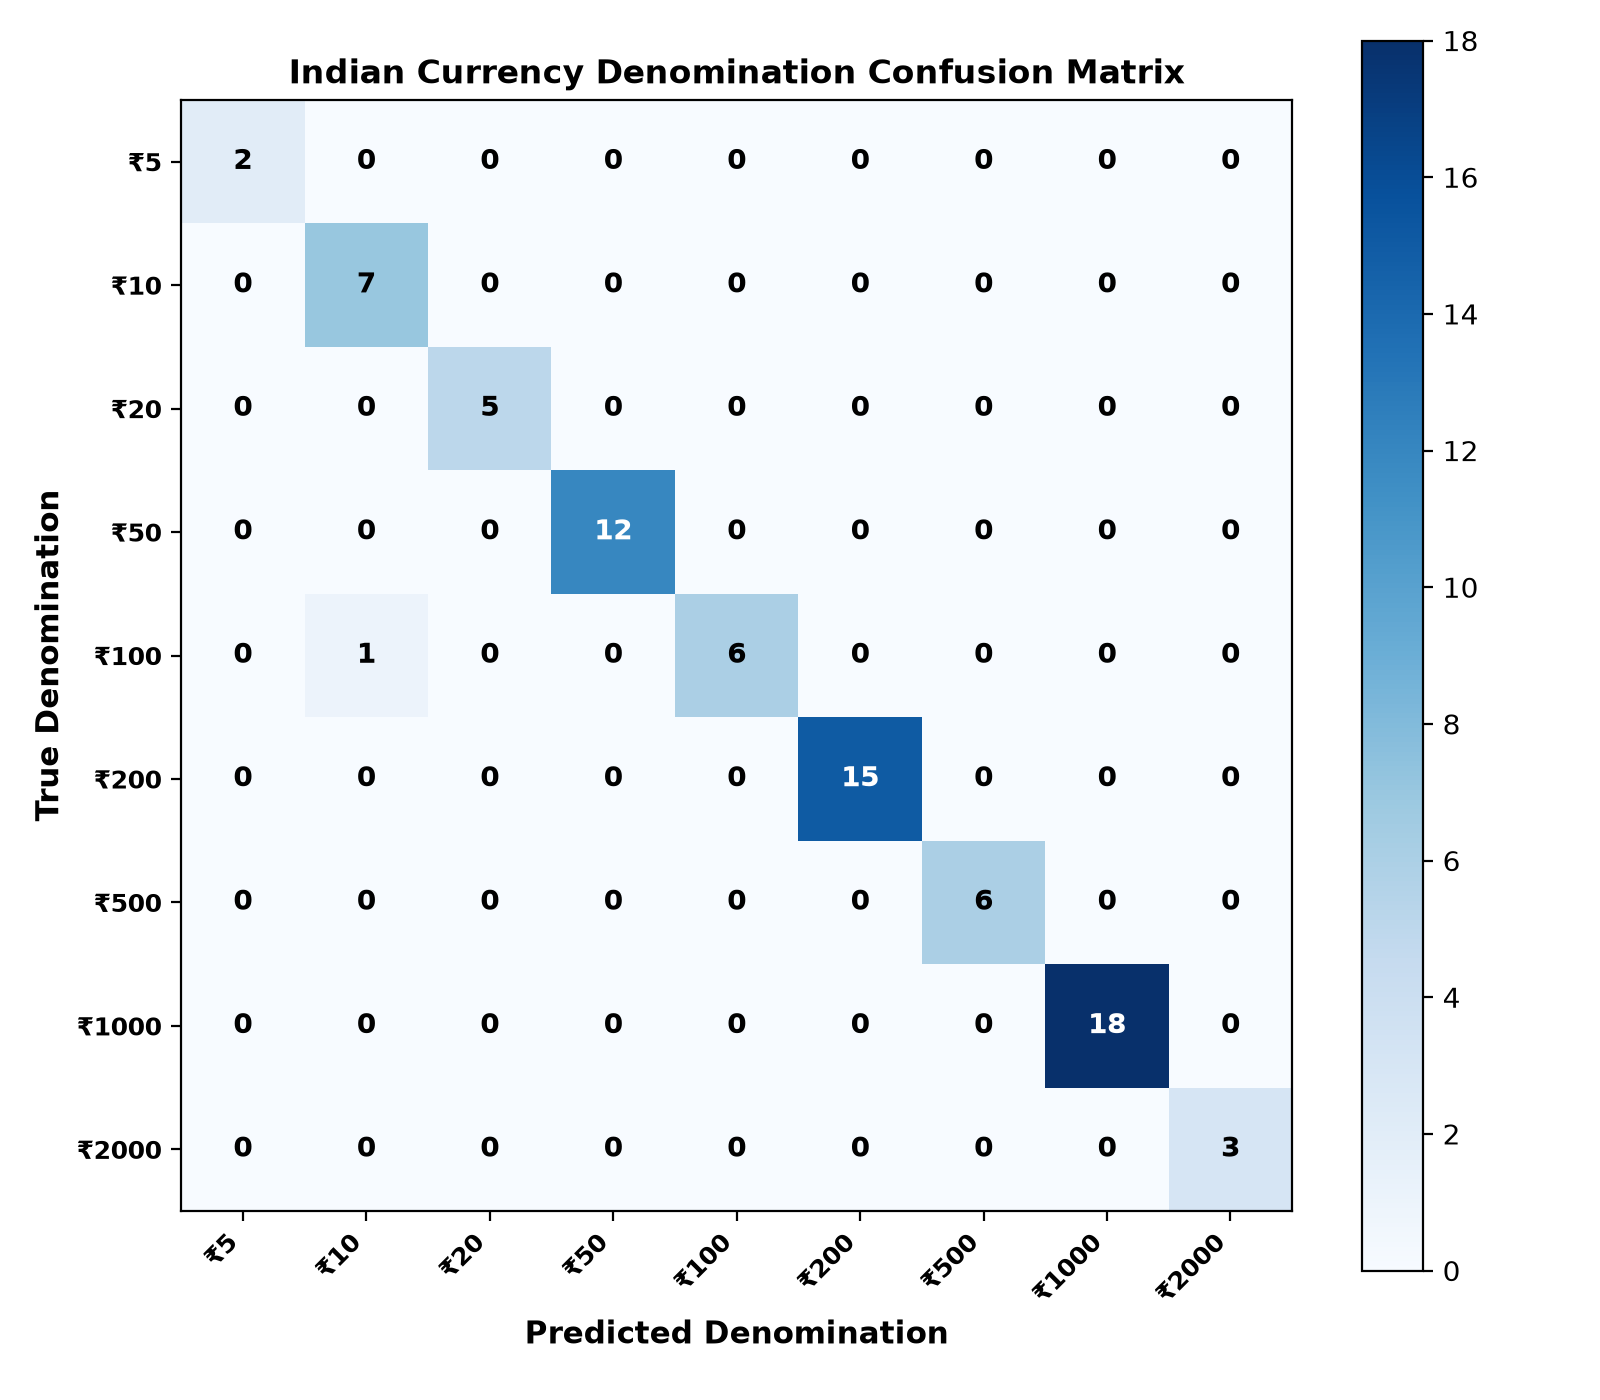 Indian Currency Denomination Confusion Matrix
18
16
14
12
10
8
6
4
2
0
True Denomination
₹5 2 0 0 0 0 0 0 0 0
₹10 0 7 0 0 0 0 0 0 0
₹20 0 0 5 0 0 0 0 0 0
₹50 0 0 0 12 0 0 0 0 0
₹100 0 1 0 0 6 0 0 0 0
₹200 0 0 0 0 0 15 0 0 0
₹500 0 0 0 0 0 0 6 0 0
₹1000 0 0 0 0 0 0 0 18 0
₹2000 0 0 0 0 0 0 0 0 3
₹5 ₹10 ₹20 ₹50 ₹100 ₹200 ₹500 ₹1000 ₹2000
Predicted Denomination